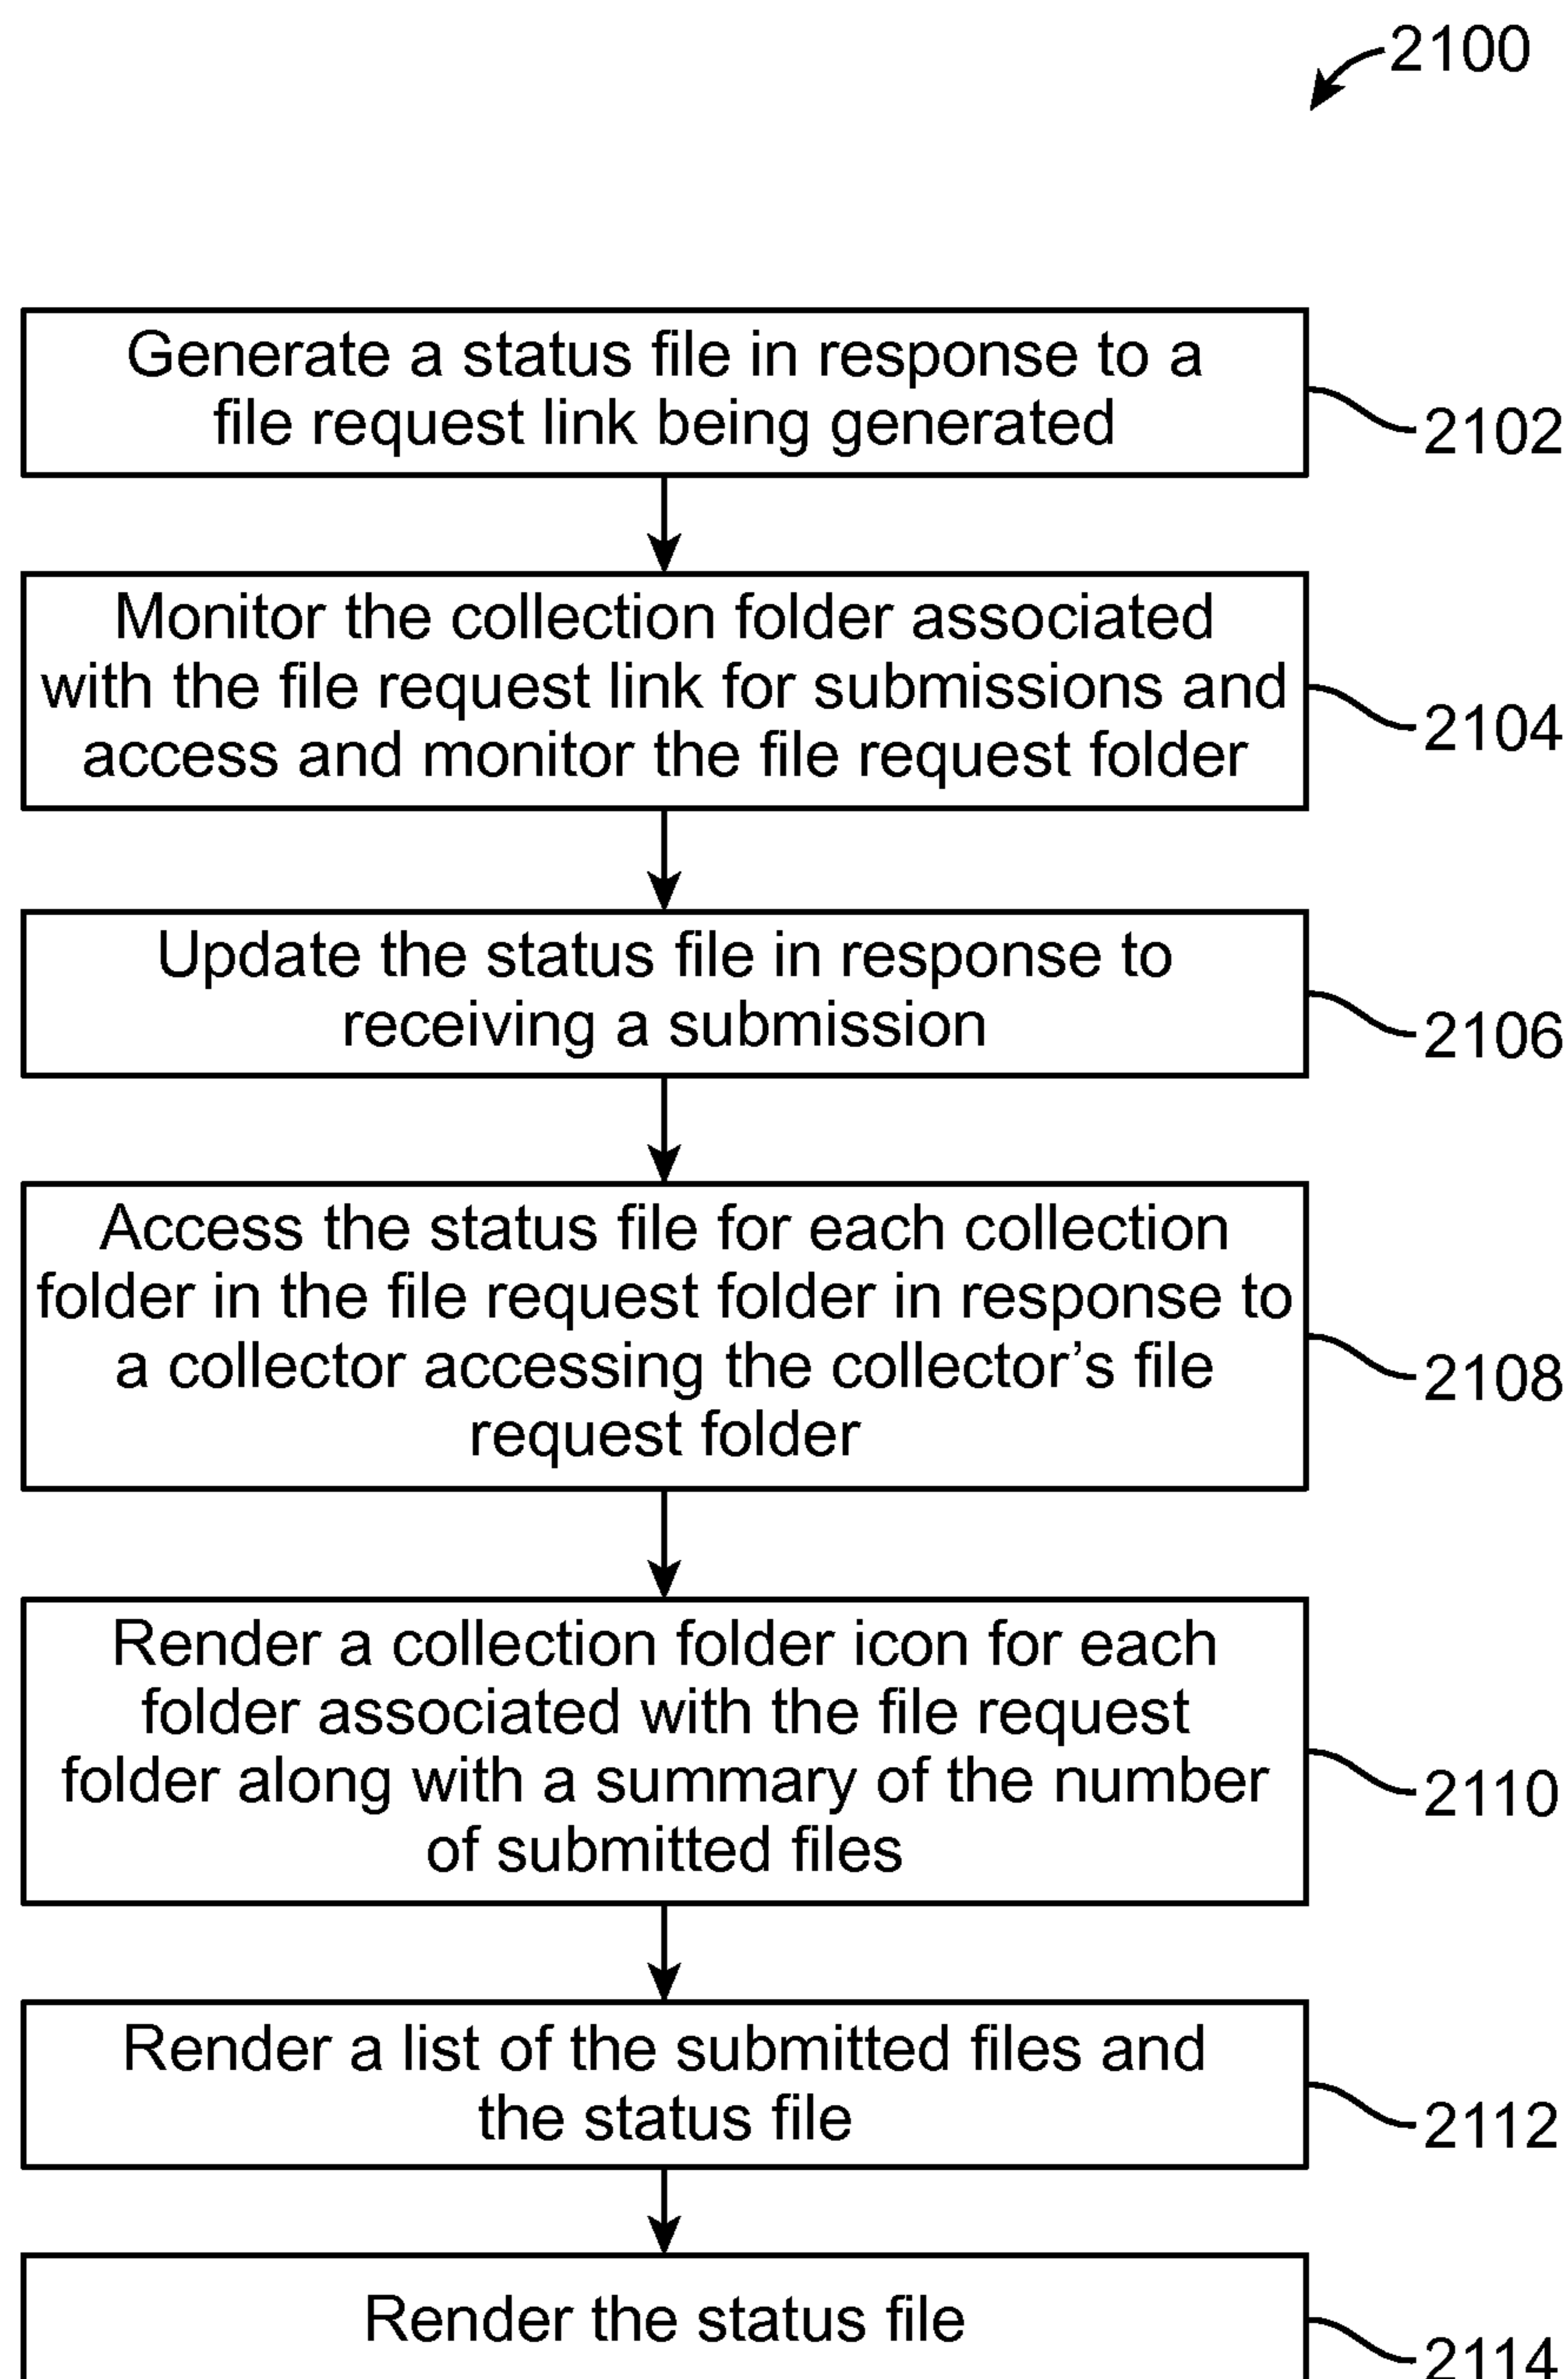 2100
Generate a status file in response to a
file request link being generated
2102
Monitor the collection folder associated
with the file request link for submissions and
access and monitor the file request folder
2104
Update the status file in response to
receiving a submission
2106
Access the status file for each collection
folder in the file request folder in response to
a collector accessing the collector’s file
request folder
2108
Render a collection folder icon for each
folder associated with the file request
folder along with a summary of the number
of submitted files
2110
Render a list of the submitted files and
the status file
2112
Render the status file
2114